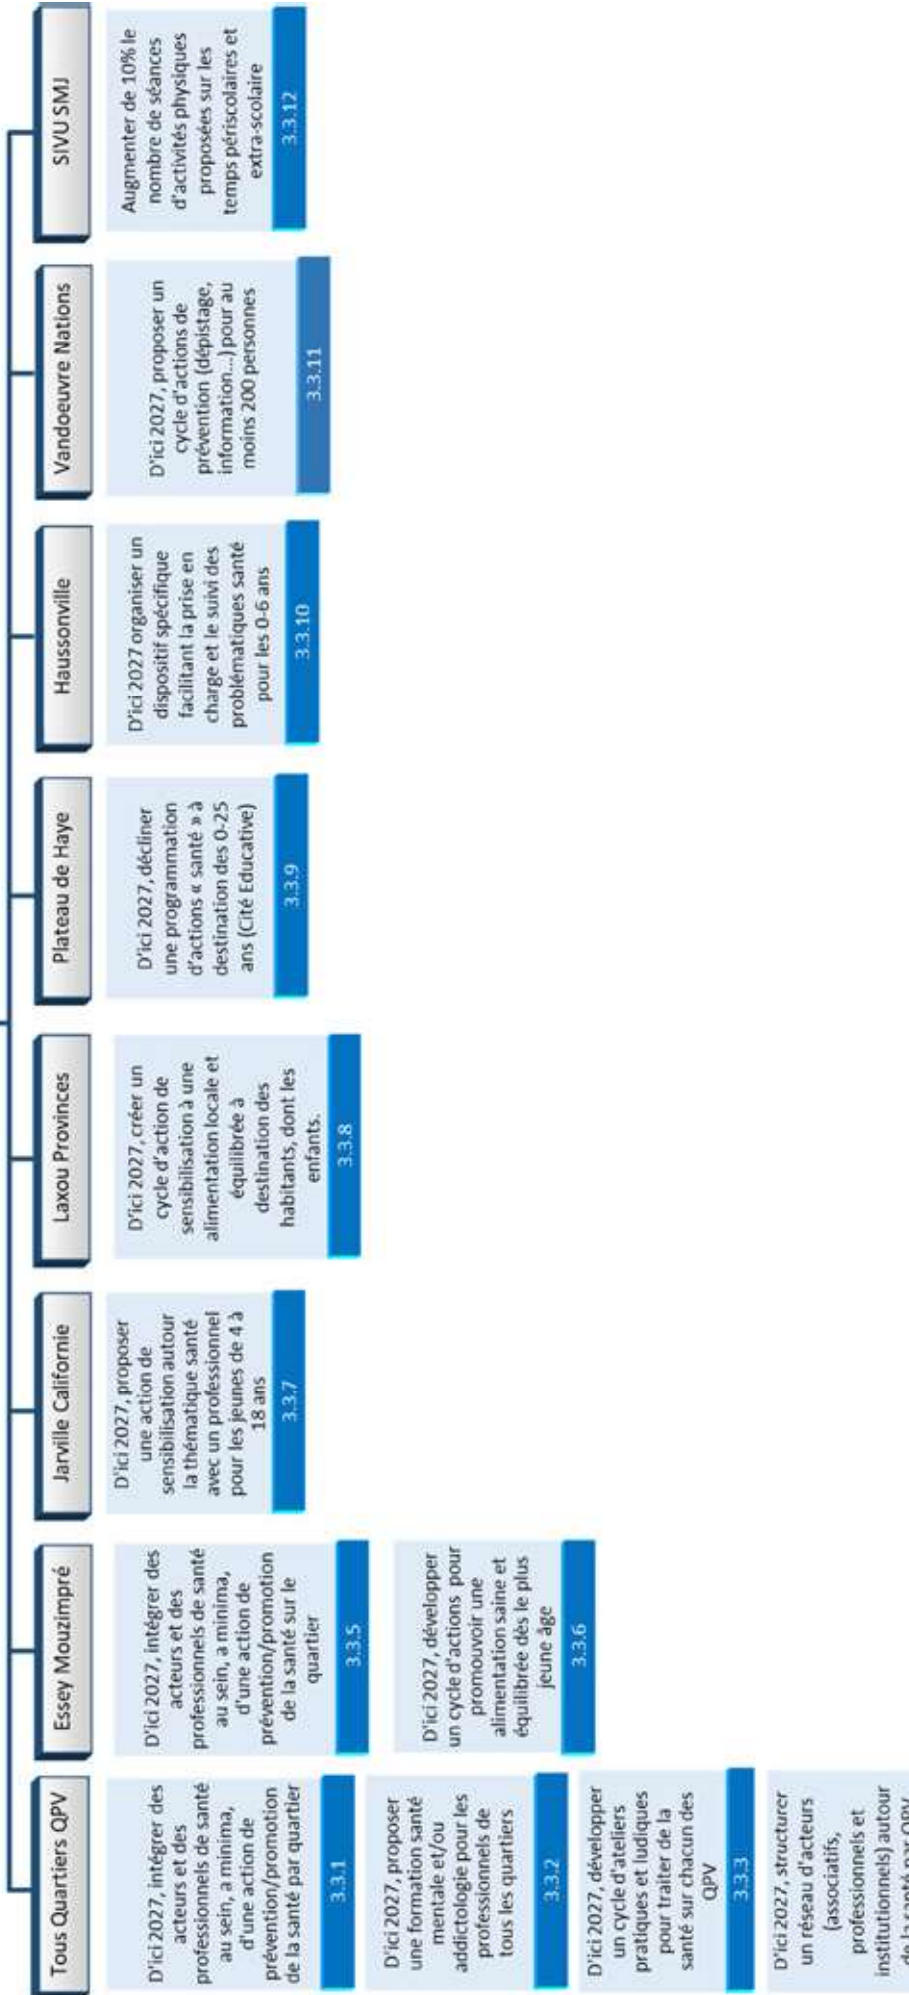 Tous Quartiers QPV
D'ici 2027, intégrer des
acteurs et des
professionnels de santé
au sein, a minima,
d'une action de
prévention/promotion
de la santé par quartier
3.3.1
D'ici 2027, proposer
une formation santé
mentale et/ou
addictologie pour les
professionnels de
tous les quartiers
3.3.2
D'ici 2027, développer
un cycle d'ateliers
pratiques et ludiques
pour traiter de la
santé sur chacun des
QPV
3.3.3
D'ici 2027, structurer
un réseau d'acteurs
(associatifs,
professionnels et
institutionnels) autour
de la santé par QPV
Essey Mouzimpré
D'ici 2027, intégrer des
acteurs et des
professionnels de santé
au sein, a minima,
d'une action de
prévention/promotion
de la santé sur le
quartier
3.3.5
D'ici 2027, développer
un cycle d'actions pour
promouvoir une
alimentation saine et
équilibrée dès le plus
jeune âge
3.3.6
Jarville Californie
D'ici 2027, proposer
une action de
sensibilisation autour
la thématique santé
avec un professionnel
pour les jeunes de 4 à
18 ans
3.3.7
Laxou Provinces
D'ici 2027, créer un
cycle d'action de
sensibilisation à une
alimentation locale et
équilibrée à
destination des
habitants, dont les
enfants.
3.3.8
Plateau de Haye
D'ici 2027, décliner
une programmation
d'actions « santé » à
destination des 0-25
ans (Cité Educative)
3.3.9
Haussonville
D'ici 2027 organiser un
dispositif spécifique
facilitant la prise en
charge et le suivi des
problématiques santé
pour les 0-6 ans
3.3.10
Vandoeuvre Nations
D'ici 2027, proposer un
cycle d'actions de
prévention (dépistage,
information...) pour au
moins 200 personnes
3.3.11
SIVU SMJ
Augmenter de 10% le
nombre de séances
d'activités physiques
proposées sur les
temps périscolaires et
extra-scolaire
3.3.12